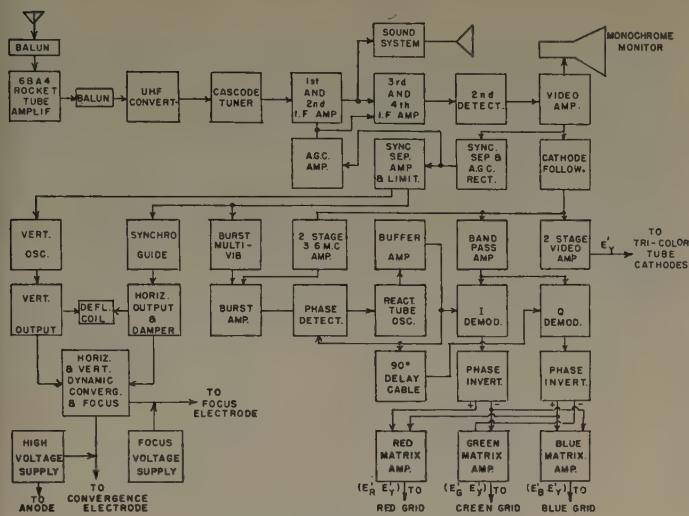 BALUN
6BA4
ROCKET
TUBE
AMPLIF
BALUN
UHF
CONVERT-
CASCODE
TUNER
1st
AND
2nd
I.F AMP
SOUND
SYSTEM
3rd
AND
4th
I.F AMP
2nd
DETECT.
VIDEO
AMP.
MONOCHROME
MONITOR
A.G.C.
AMP.
SYNC
SEP.
AMP
& LIMIT.
SYNC.
SEP &
A.G.C.
RECT.
CATHODE
FOLLOW.
VERT.
OSC.
SYNCHRO
GUIDE
BURST
MULTI-
VIB
2 STAGE
3 6 M.C
AMP.
BUFFER
AMP
BAND
PASS
AMP
2 STAGE
VIDEO
AMP
E'Y
TO
TRI-COLOR
TUBE
CATHODES
VERT.
OUTPUT
DEFL.
COIL
HORIZ.
OUTPUT
&
DAMPER
BURST
AMP.
PHASE
DETECT.
REACT.
TUBE
OSC.
I
DEMOD.
Q
DEMOD.
HORIZ.
& VERT.
DYNAMIC
CONVERG.
& FOCUS
TO
FOCUS
ELECTRODE
90°
DELAY
CABLE
PHASE
INVERT.
+ -
PHASE
INVERT.
+ -
HIGH
VOLTAGE
SUPPLY
FOCUS
VOLTAGE
SUPPLY
RED
MATRIX
AMP.
GREEN
MATRIX
AMP.
BLUE
MATRIX.
AMP.
TO
ANODE
TO
CONVERGENCE
ELECTRODE
(E'R E'Y) TO
RED GRID
(E'G E'Y) TO
GREEN GRID
(E'B E'Y) TO
BLUE GRID